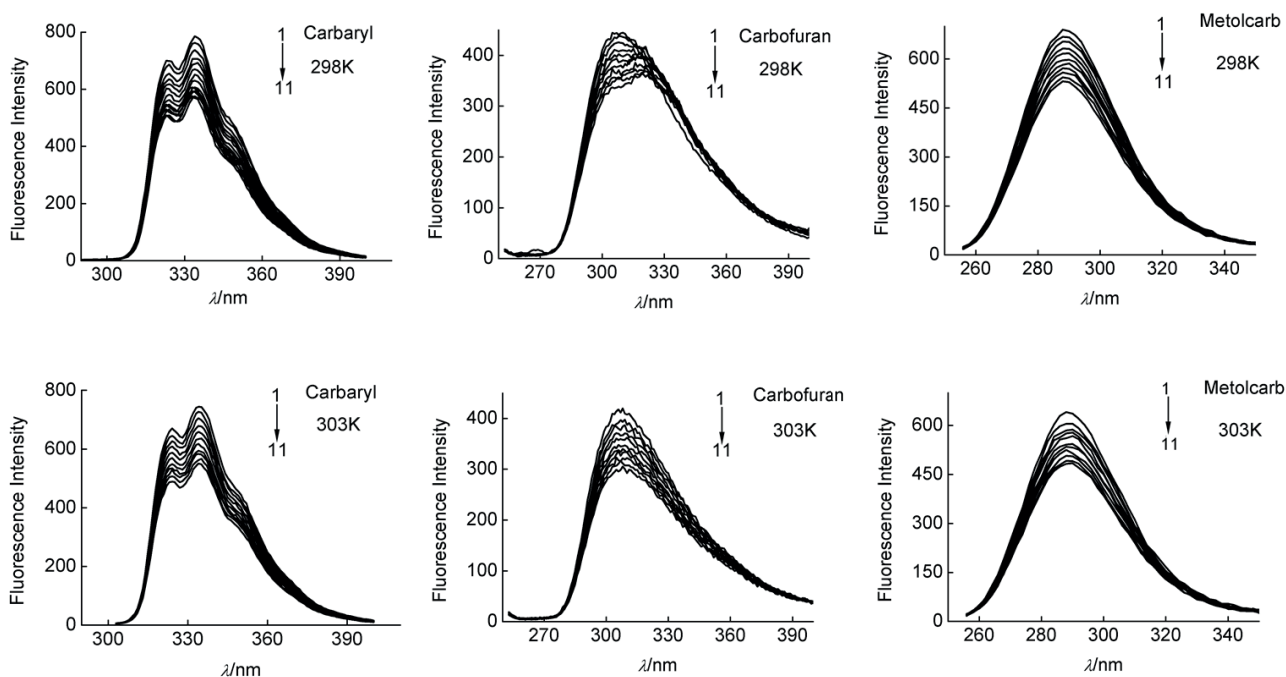 800
600
400
200
0
300
330
360
390
Fluorescence Intensity
λ/nm
1
11
Carbaryl
298K
400
300
200
100
0
270
300
330
360
390
Fluorescence Intensity
λ/nm
1
11
Carbofuran
298K
600
450
300
150
0
260
280
300
320
340
Fluorescence Intensity
λ/nm
1
11
Metolcarb
298K
800
600
400
200
0
300
330
360
390
Fluorescence Intensity
λ/nm
1
11
Carbaryl
303K
400
300
200
100
0
270
300
330
360
390
Fluorescence Intensity
λ/nm
1
11
Carbofuran
303K
600
450
300
150
0
260
280
300
320
340
Fluorescence Intensity
λ/nm
1
11
Metolcarb
303K